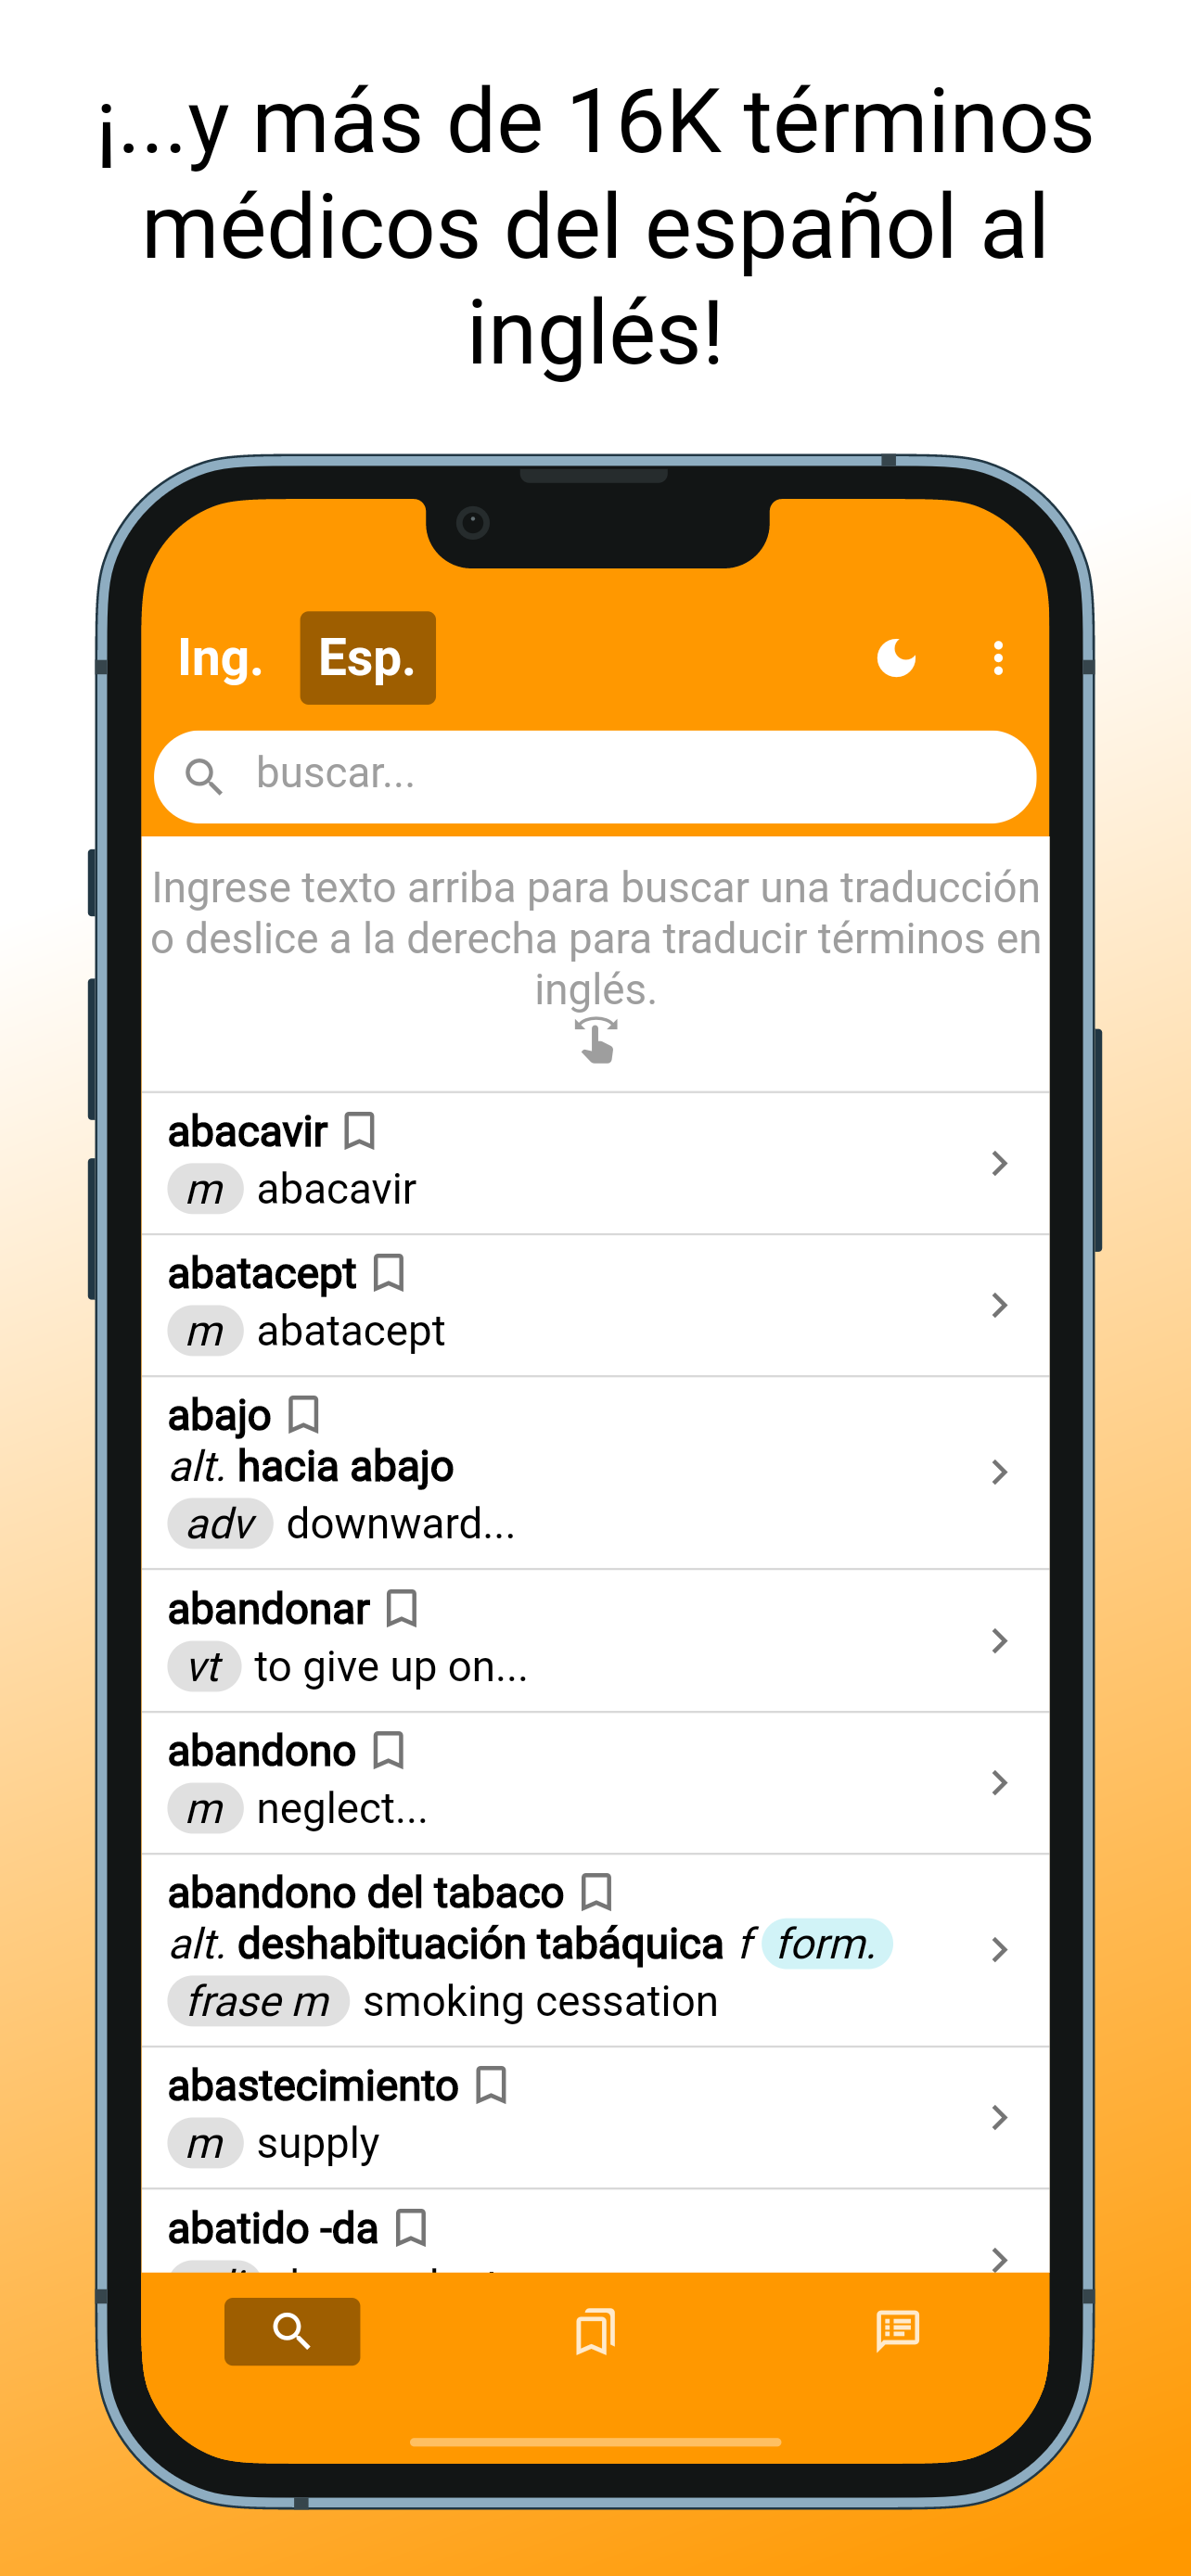 ¡...y más de 16K términos
médicos del español al
inglés!
Ing. Esp.
buscar...
Ingrese texto arriba para buscar una traducción
o deslice a la derecha para traducir términos en
inglés.
abacavir
m abacavir
abatacept
m abatacept
abajo
alt. hacia abajo
adv downward...
abandonar
vt to give up on...
abandono
m neglect...
abandono del tabaco
alt. deshabituación tabáquica f form.
frase m smoking cessation
abastecimiento
m supply
abatido -da